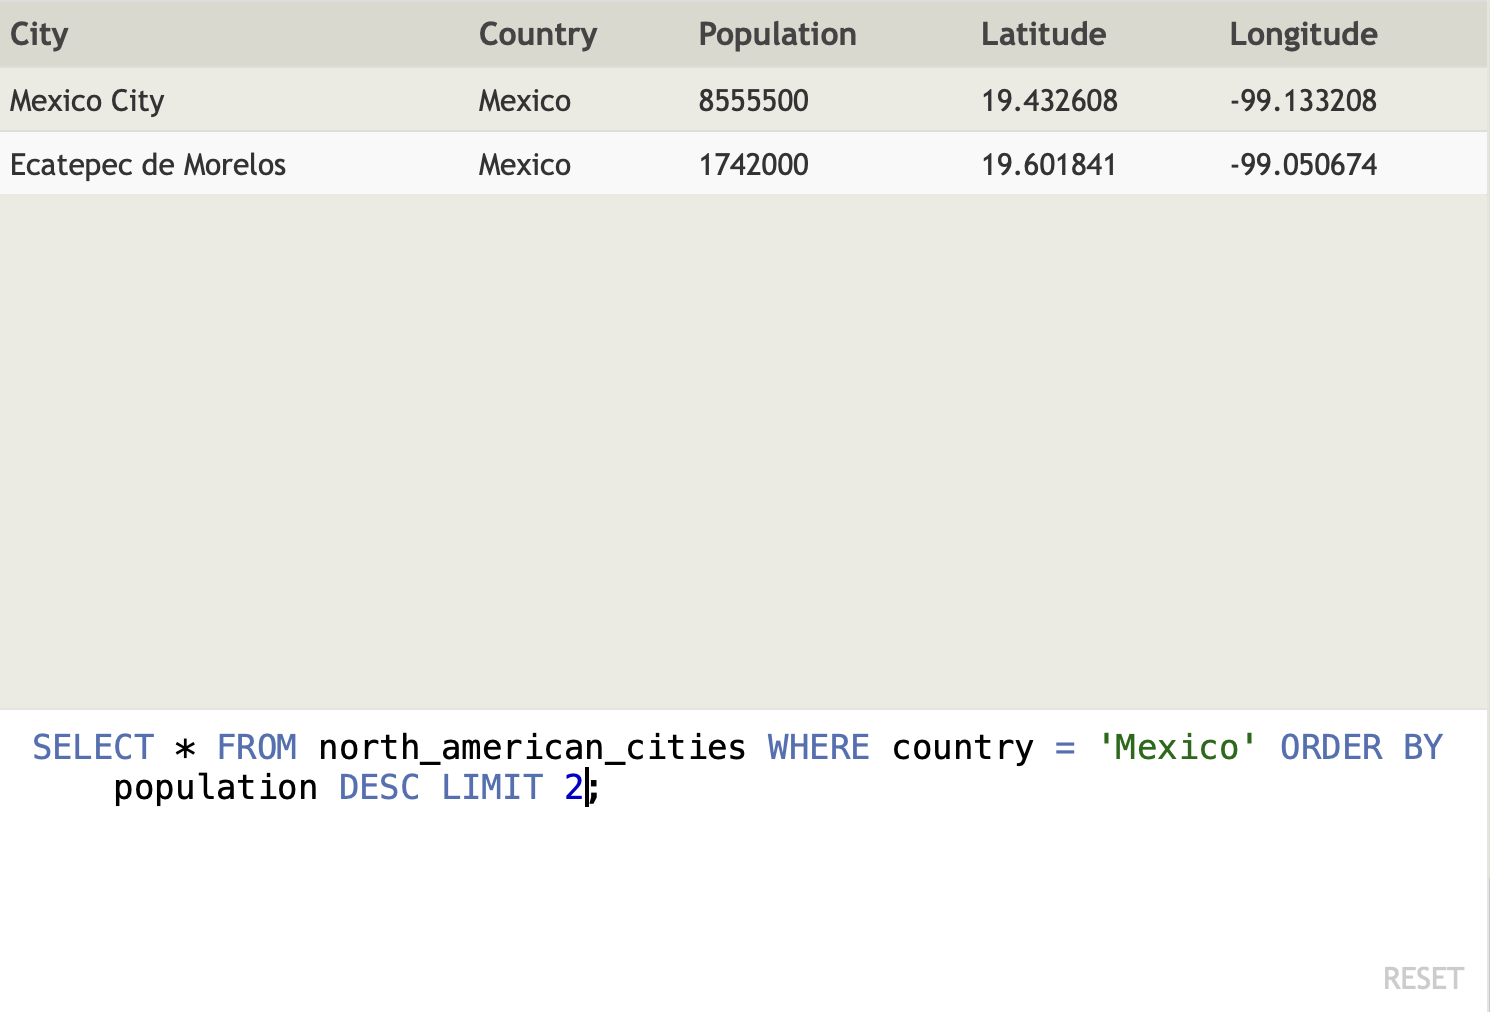 City Country Population Latitude Longitude
Mexico City Mexico 8555500 19.432608 -99.133208
Ecatepec de Morelos Mexico 1742000 19.601841 -99.050674
SELECT * FROM north_american_cities WHERE country = 'Mexico' ORDER BY
population DESC LIMIT 2;
RESET